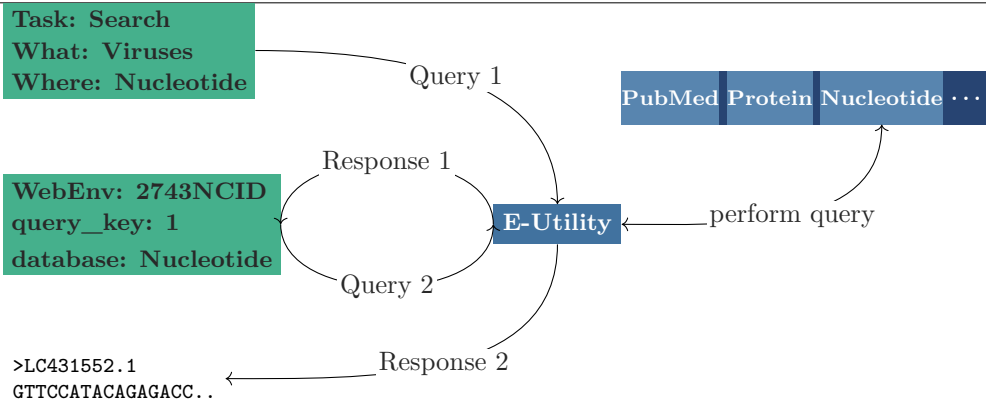 Task: Search
What: Viruses
Where: Nucleotide
Query 1
PubMed Protein Nucleotide ...
Response 1
WebEnv: 2743NCID
query_key: 1
database: Nucleotide
E-Utility
perform query
Query 2
Response 2
>LC431552.1
GTTCCATACAGAGACC..